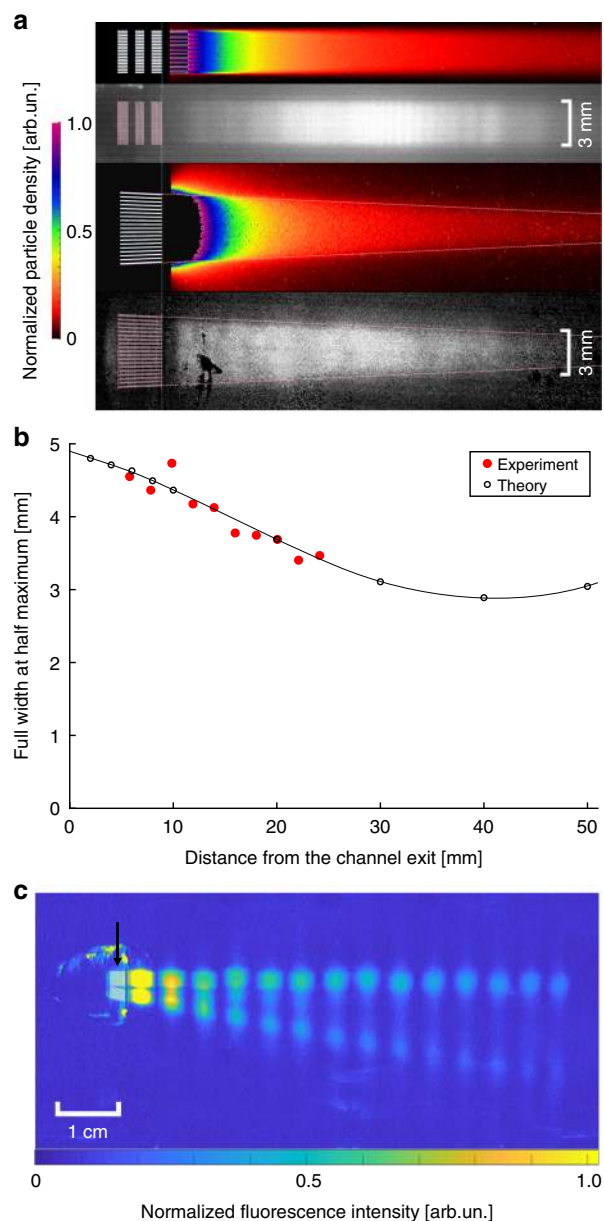 a
Normalized particle density [arb.un.]
1.0
0.5
0
3 mm
3 mm
b
Full width at half maximum [mm]
5
4
3
2
1
0
Experiment
Theory
0 10 20 30 40 50
Distance from the channel exit [mm]
c
1 cm
0 0.5 1.0
Normalized fluorescence intensity [arb.un.]